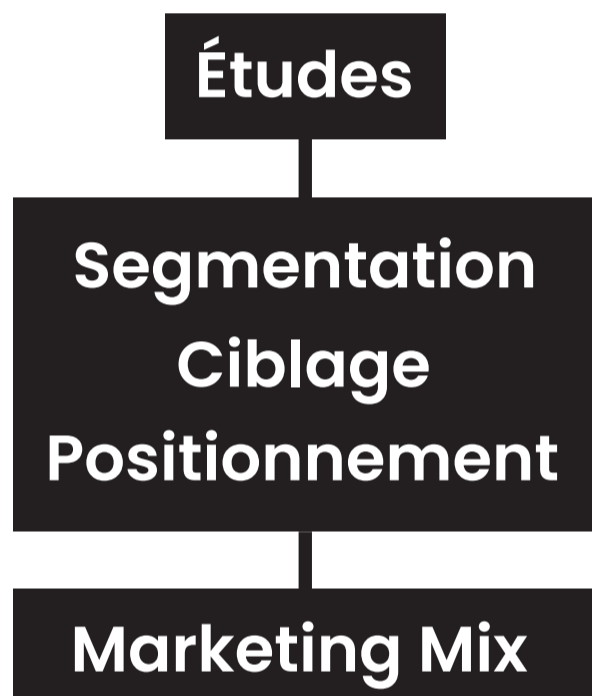 Études
Segmentation
Ciblage
Positionnement
Marketing Mix